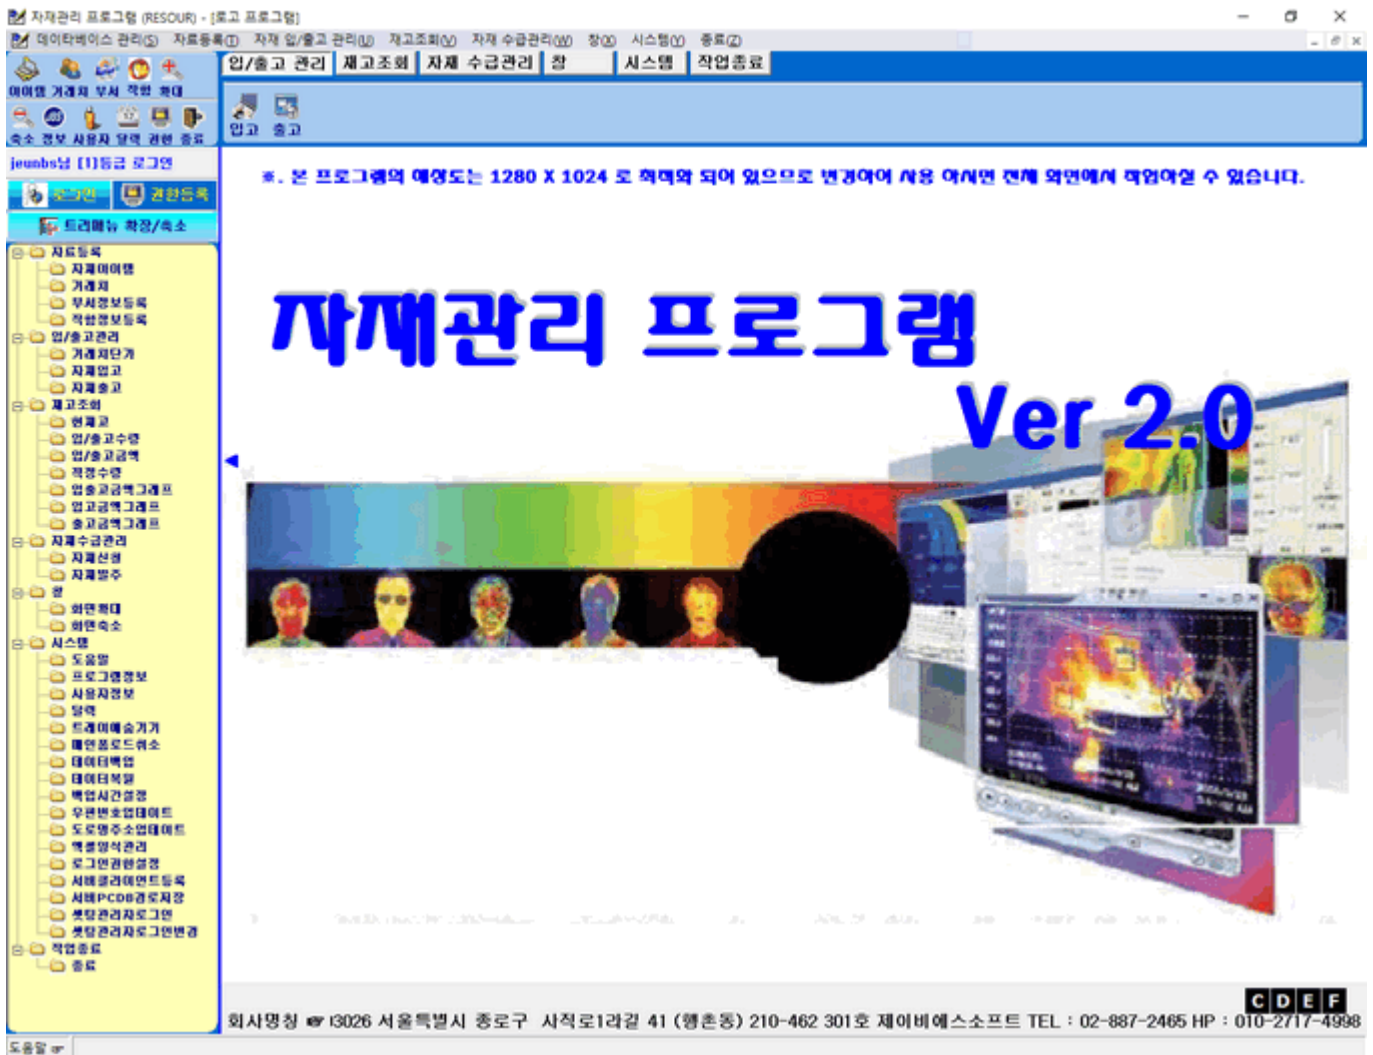 자재관리 프로그램 (RESOUR) - [로고 프로그램]
데이타베이스 관리(S) 자료등록(T) 자재 입/출고 관리(U) 재고조회(V) 자재 수급관리(W) 창(X) 시스템(Y) 종료(Z)
입/출고 관리 재고조회 자재 수급관리 창 시스템 작업종료
아이템 거래처 부서 직함 확대
입고 출고
축소 정보 사용자 달력 권한 종료
jeunbs님 [1]등급 로그인
※. 본 프로그램의 해상도는 1280 X 1024 로 최적화 되어 있으므로 변경하여 사용 하시면 전체 화면에서 작업하실 수 있습니다.
로그인 권한등록
트리메뉴 확장/축소
자료등록
자재아이템
거래처
부서정보등록
직함정보등록
입/출고관리
거래처단가
자재입고
자재출고
재고조회
현재고
입/출고수량
입/출고금액
적정수량
입출고금액그래프
입고금액그래프
출고금액그래프
자재수급관리
자재신청
자재발주
창
화면확대
화면축소
시스템
도움말
프로그램정보
사용자정보
달력
트레이에숨기기
메인폼로드취소
데이터백업
데이터복원
백업시간설정
우편번호업데이트
도로명주소업데이트
엑셀양식관리
로그인권한설정
서버클라이언트등록
서버PCDB경로저장
셋팅관리자로그인
셋팅관리자로그인변경
작업종료
종료
자재관리 프로그램
Ver 2.0
C D E F
회사명칭 ☞ 13026 서울특별시 종로구 사직로1라길 41 (행촌동) 210-462 301호 제이비에스소프트 TEL : 02-887-2465 HP : 010-2717-4998
도움말 ☞